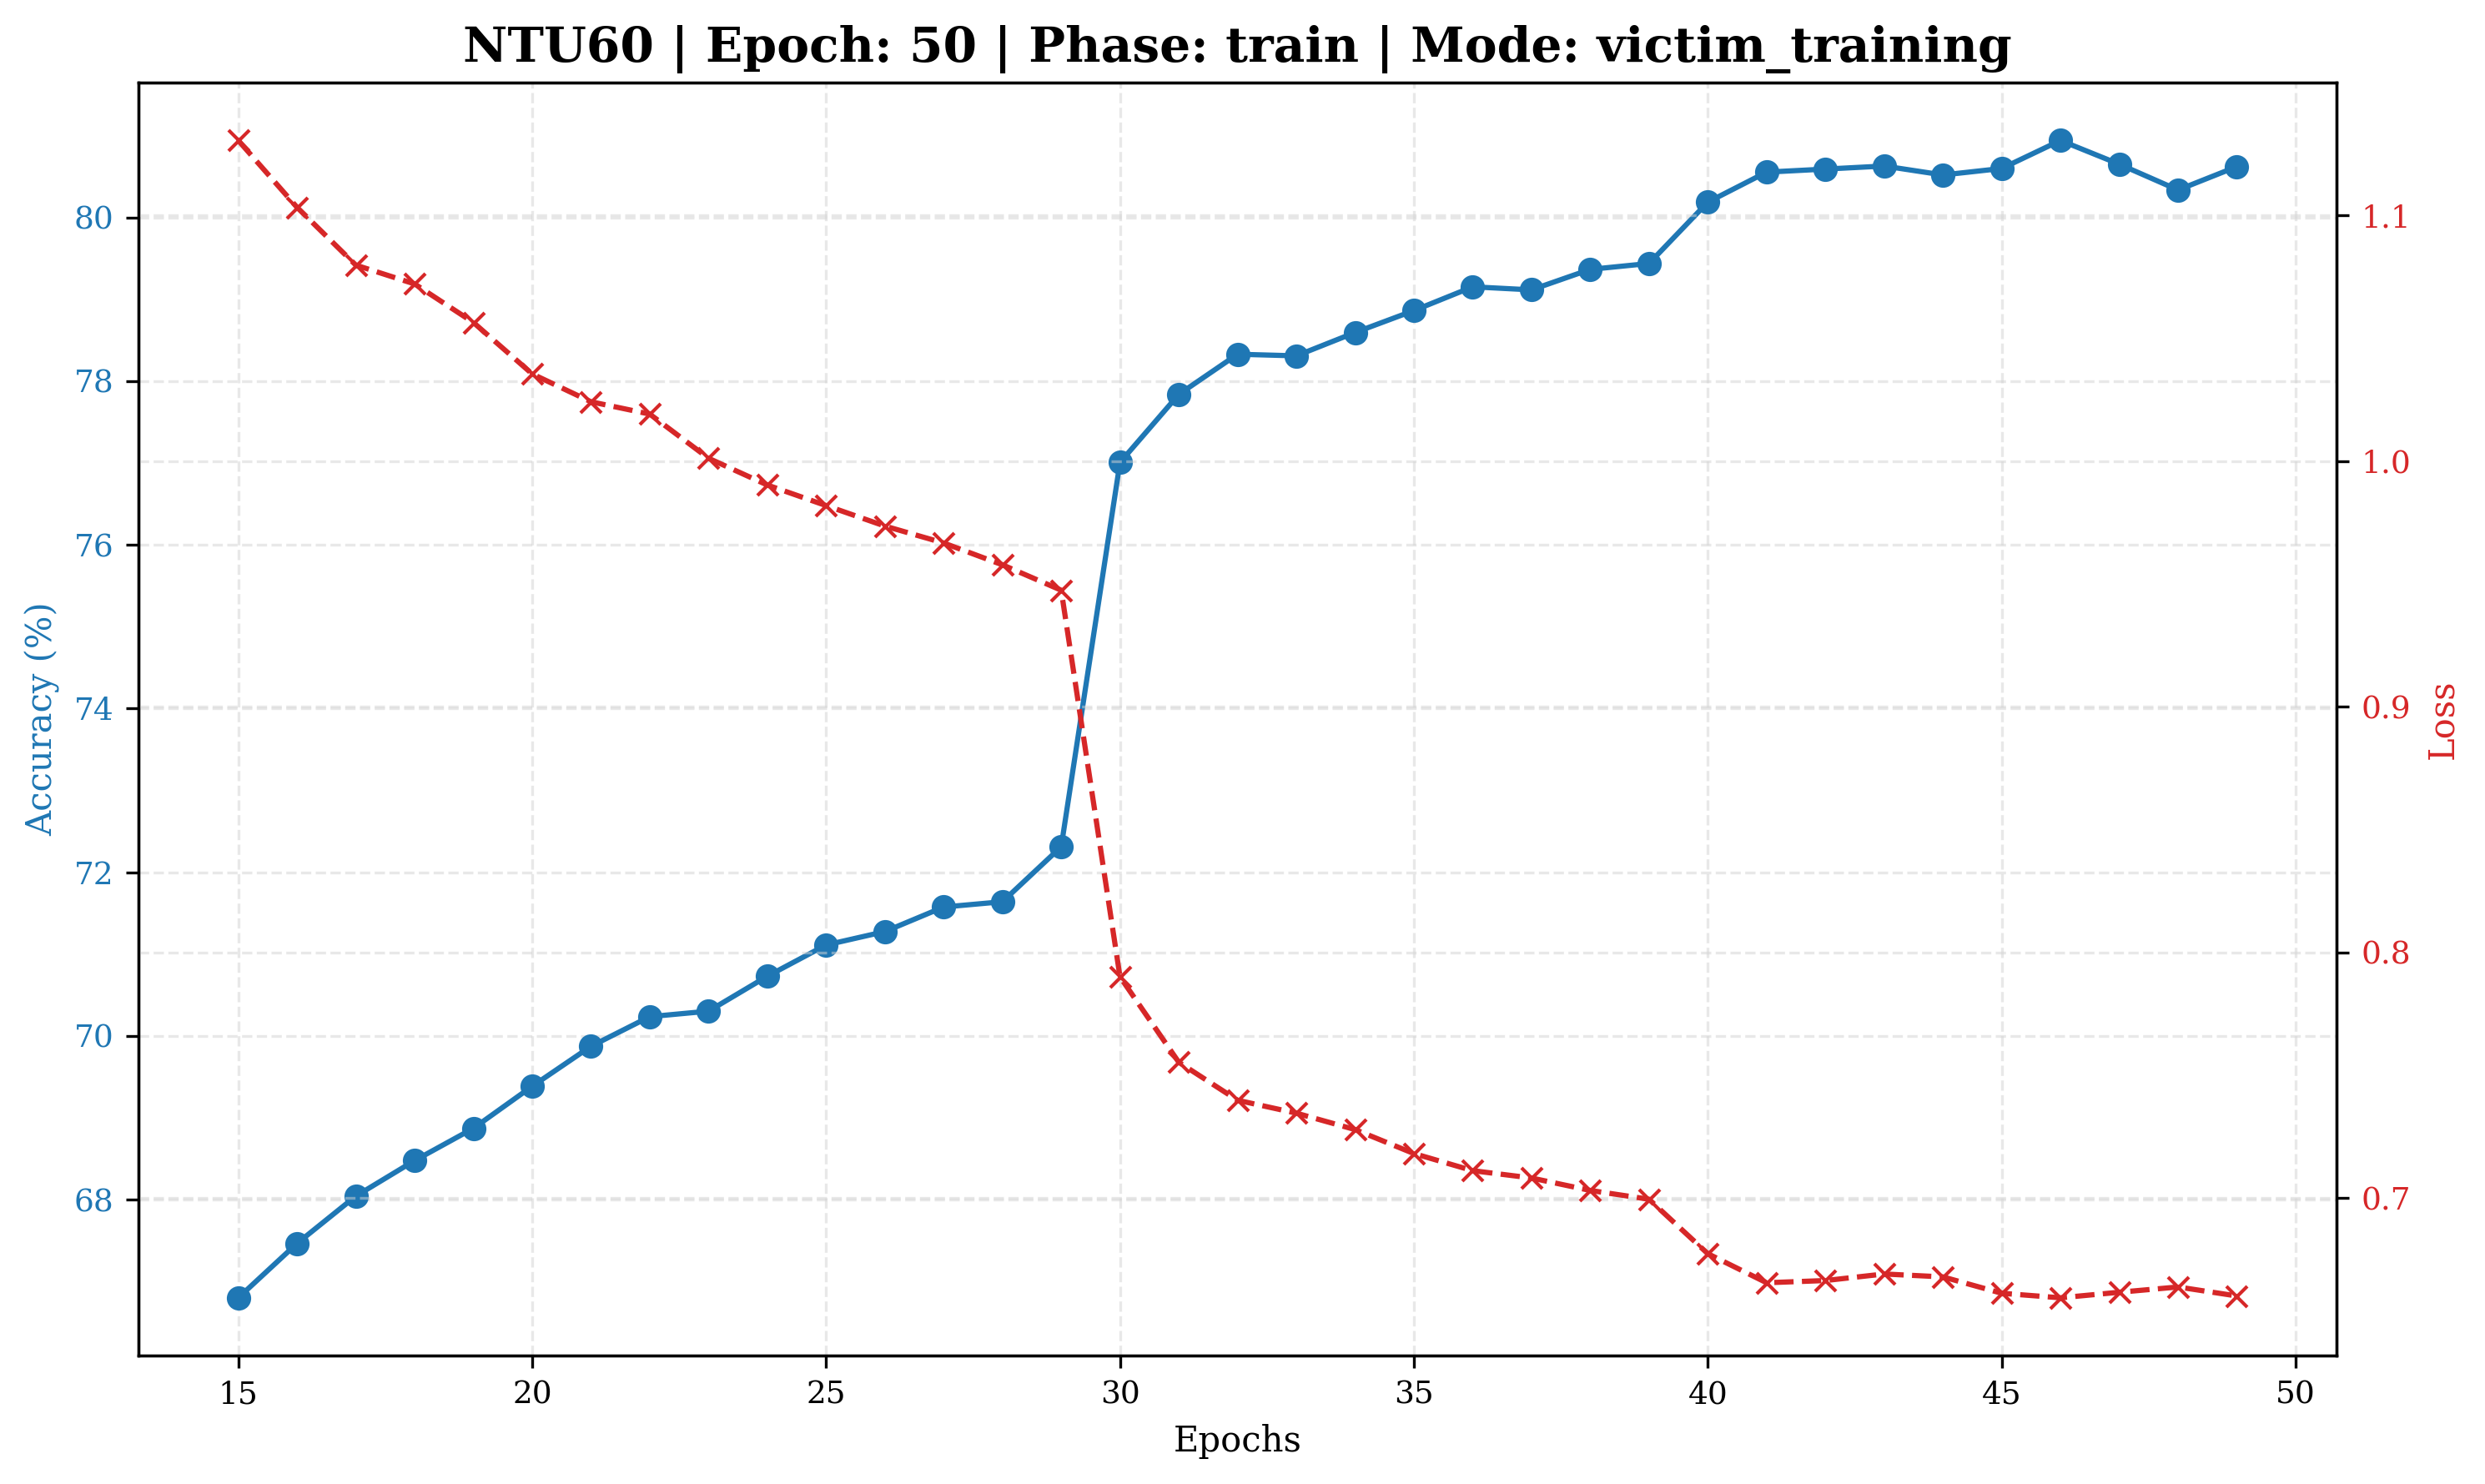 NTU60 | Epoch: 50 | Phase: train | Mode: victim_training
80
78
76
74
72
70
68
Accuracy (%)
1.1
1.0
0.9
0.8
0.7
Loss
15 20 25 30 35 40 45 50
Epochs